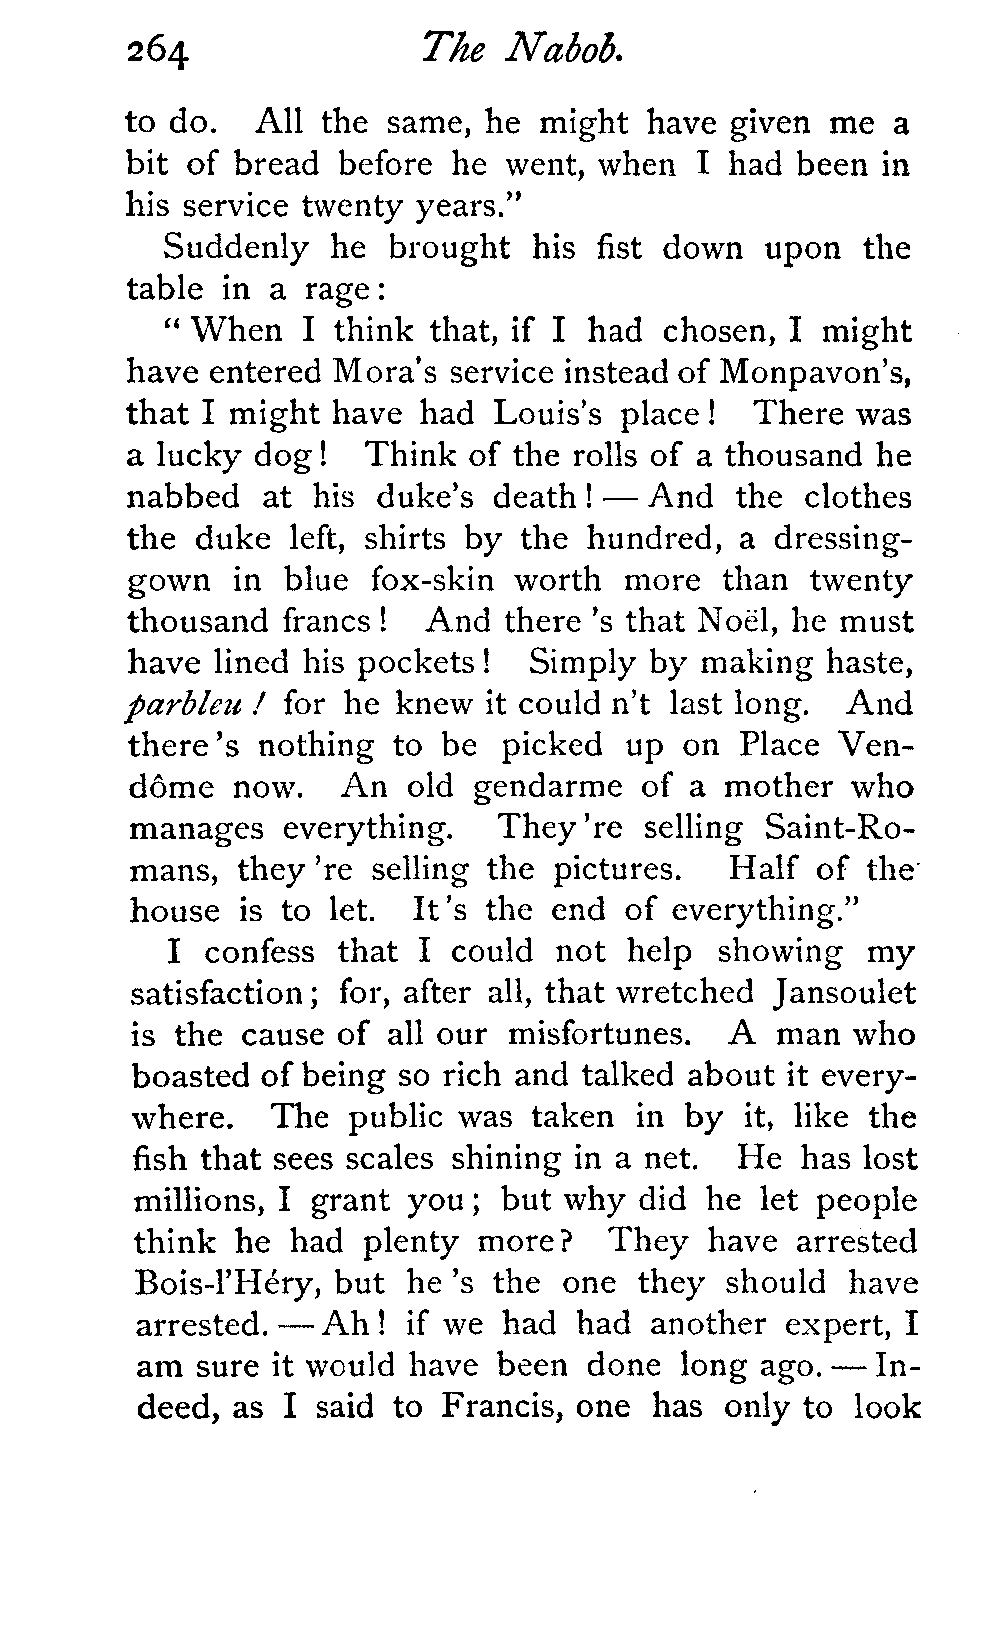 264 The Nabob.
to do. All the same, he might have given me a
bit of bread before he went, when I had been in
his service twenty years."
Suddenly he brought his fist down upon the
table in a rage:
"When I think that, if I had chosen, I might
have entered Mora's service instead of Monpavon's,
that I might have had Louis's place! There was
a lucky dog! Think of the rolls of a thousand he
nabbed at his duke's death! — And the clothes
the duke left, shirts by the hundred, a dressing-
gown in blue fox-skin worth more than twenty
thousand francs! And there 's that Noël, he must
have lined his pockets! Simply by making haste,
parbleu! for he knew it could n't last long. And
there 's nothing to be picked up on Place Ven-
dôme now. An old gendarme of a mother who
manages everything. They 're selling Saint-Ro-
mans, they 're selling the pictures. Half of the
house is to let. It 's the end of everything."
I confess that I could not help showing my
satisfaction; for, after all, that wretched Jansoulet
is the cause of all our misfortunes. A man who
boasted of being so rich and talked about it every-
where. The public was taken in by it, like the
fish that sees scales shining in a net. He has lost
millions, I grant you; but why did he let people
think he had plenty more? They have arrested
Bois-l'Héry, but he 's the one they should have
arrested. — Ah! if we had had another expert, I
am sure it would have been done long ago. — In-
deed, as I said to Francis, one has only to look